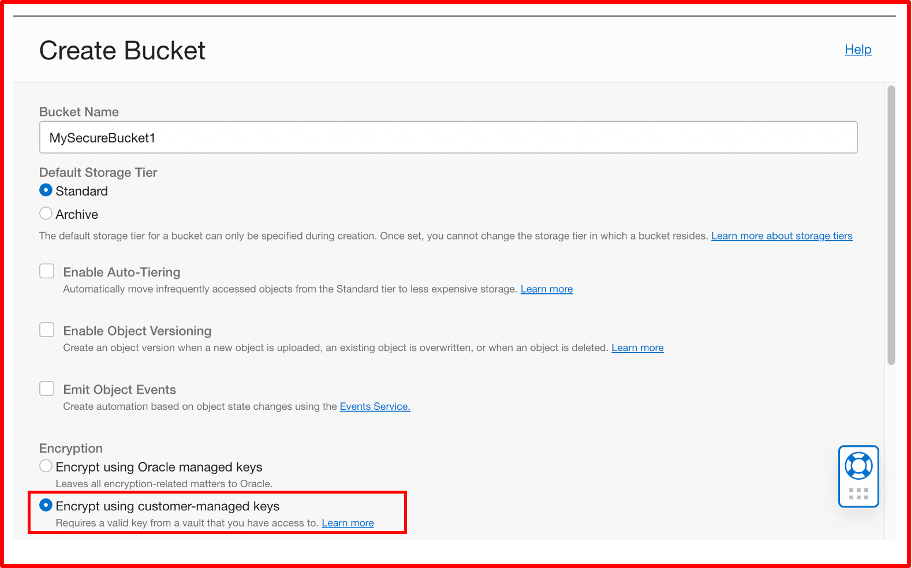 Create Bucket
Help
Bucket Name
MySecureBucket1
Default Storage Tier
Standard
Archive
The default storage tier for a bucket can only be specified during creation. Once set, you cannot change the storage tier in which a bucket resides. Learn more about storage tiers
Enable Auto-Tiering
Automatically move infrequently accessed objects from the Standard tier to less expensive storage. Learn more
Enable Object Versioning
Create an object version when a new object is uploaded, an existing object is overwritten, or when an object is deleted. Learn more
Emit Object Events
Create automation based on object state changes using the Events Service.
Encryption
Encrypt using Oracle managed keys
Leaves all encryption-related matters to Oracle.
Encrypt using customer-managed keys
Requires a valid key from a vault that you have access to. Learn more